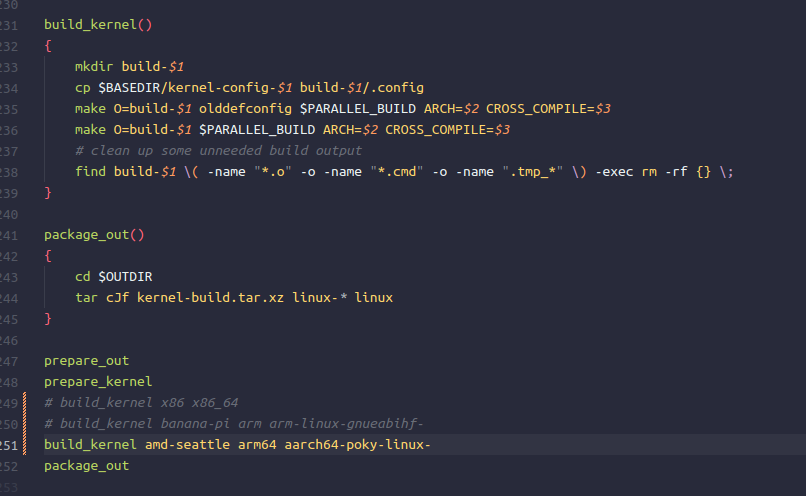 230
231 build_kernel()
232 {
233     mkdir build-$1
234     cp $BASEDIR/kernel-config-$1 build-$1/.config
235     make O=build-$1 olddefconfig $PARALLEL_BUILD ARCH=$2 CROSS_COMPILE=$3
236     make O=build-$1 $PARALLEL_BUILD ARCH=$2 CROSS_COMPILE=$3
237     # clean up some unneeded build output
238     find build-$1 \( -name "*.o" -o -name "*.cmd" -o -name ".tmp_*" \) -exec rm -rf {} \;
239 }
240
241 package_out()
242 {
243     cd $OUTDIR
244     tar cJf kernel-build.tar.xz linux-* linux
245 }
246
247 prepare_out
248 prepare_kernel
249 # build_kernel x86 x86_64
250 # build_kernel banana-pi arm arm-linux-gnueabihf-
251 build_kernel amd-seattle arm64 aarch64-poky-linux-
252 package_out
253